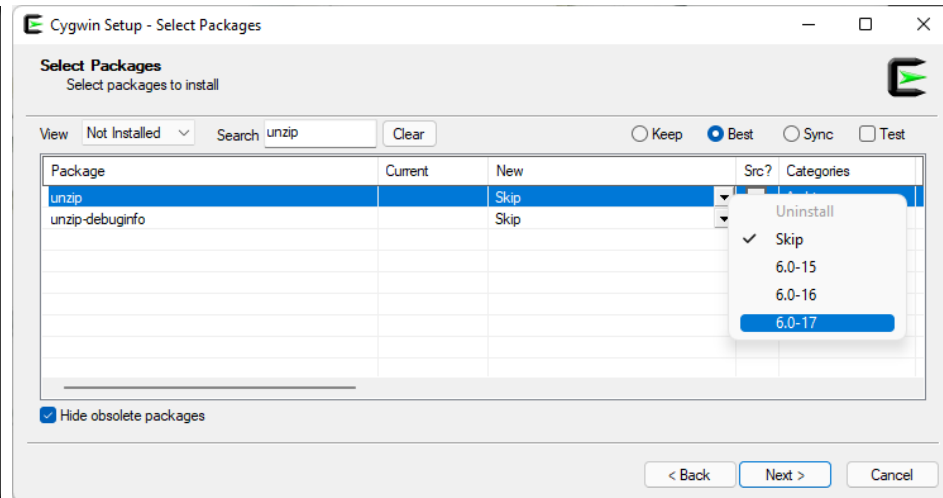 Cygwin Setup - Select Packages
Select Packages
Select packages to install
View Not Installed Search unzip Clear Keep Best Sync Test
Package Current New Src? Categories
unzip Skip
unzip-debuginfo Skip
Uninstall
Skip
6.0-15
6.0-16
6.0-17
Hide obsolete packages
< Back Next > Cancel